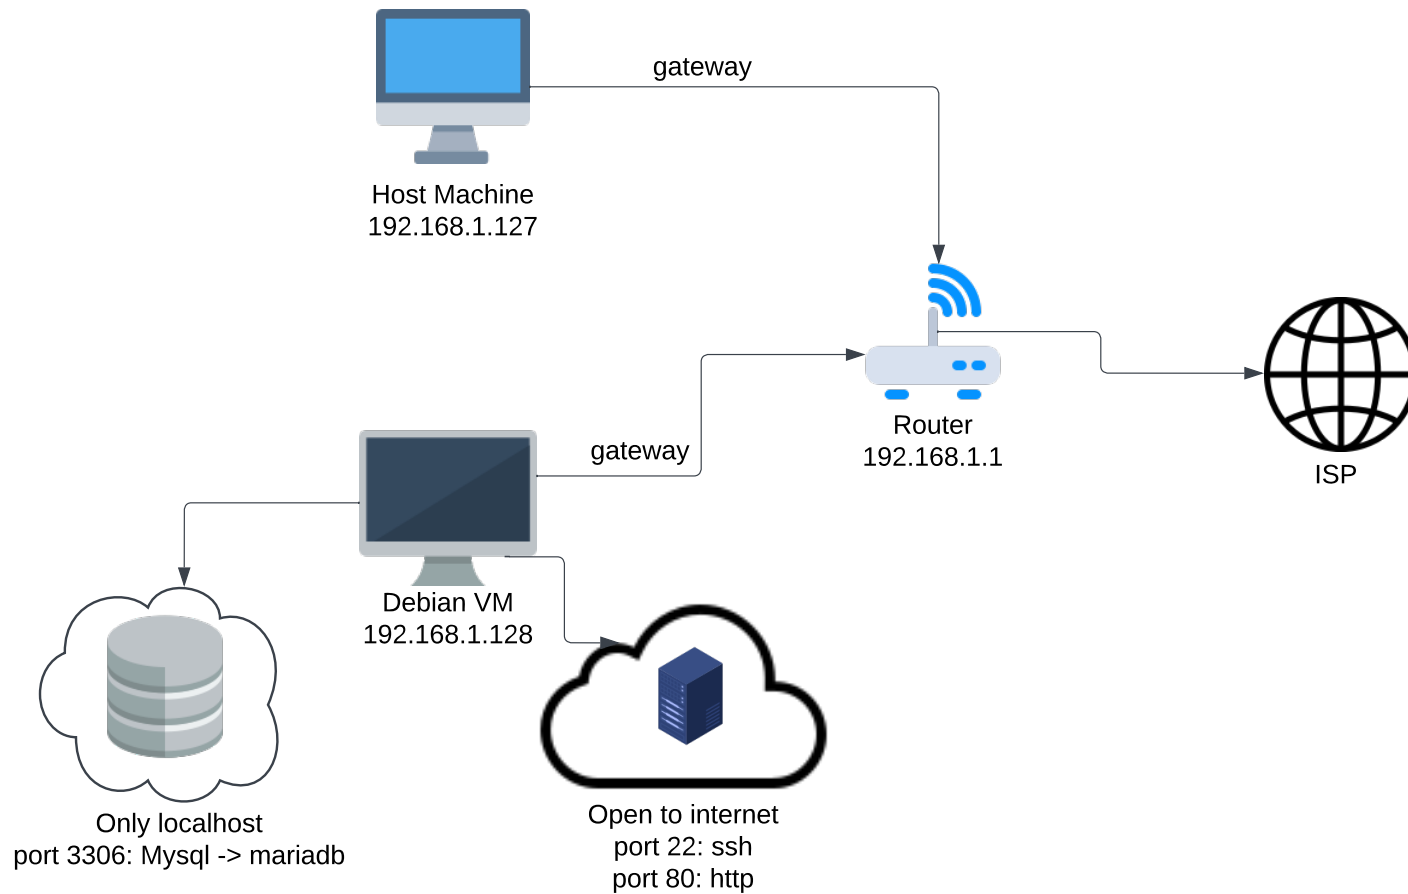 gateway
Host Machine
192.168.1.127
Router
192.168.1.1
gateway
ISP
Debian VM
192.168.1.128
Only localhost
port 3306: Mysql -> mariadb
Open to internet
port 22: ssh
port 80: http